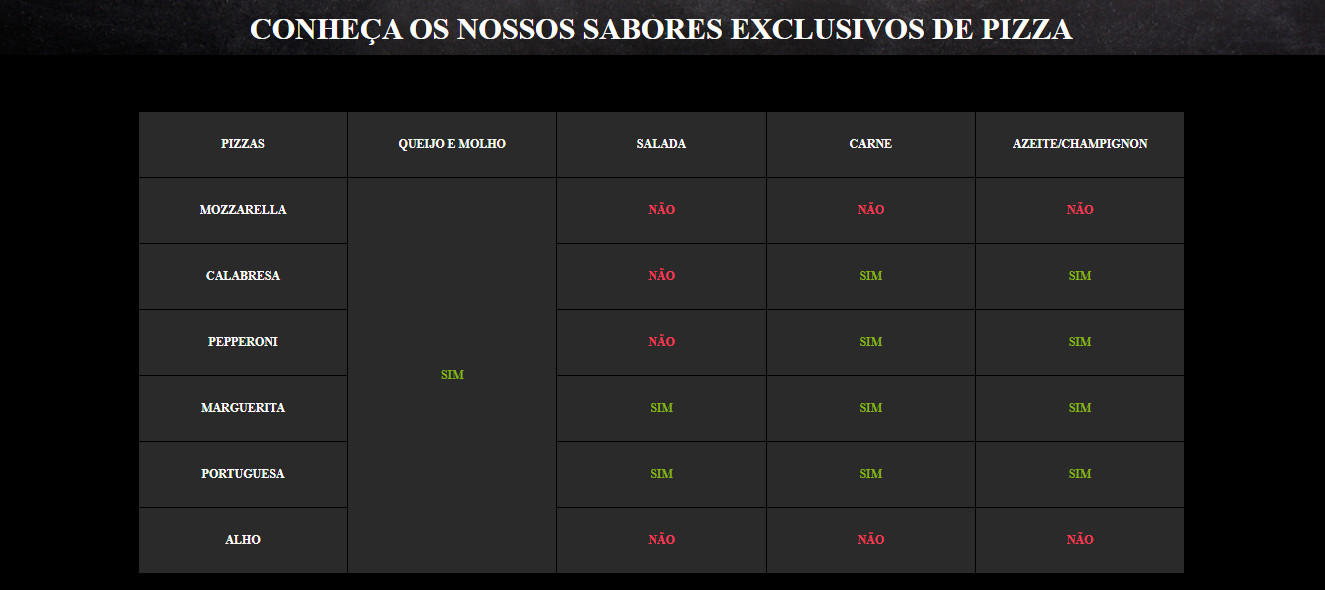 CONHEÇA OS NOSSOS SABORES EXCLUSIVOS DE PIZZA
PIZZAS QUEIJO E MOLHO SALADA CARNE AZEITE/CHAMPIGNON
MOZZARELLA NÃO NÃO NÃO
CALABRESA NÃO SIM SIM
PEPPERONI NÃO SIM SIM
SIM
MARGUERITA SIM SIM SIM
PORTUGUESA SIM SIM SIM
ALHO NÃO NÃO NÃO